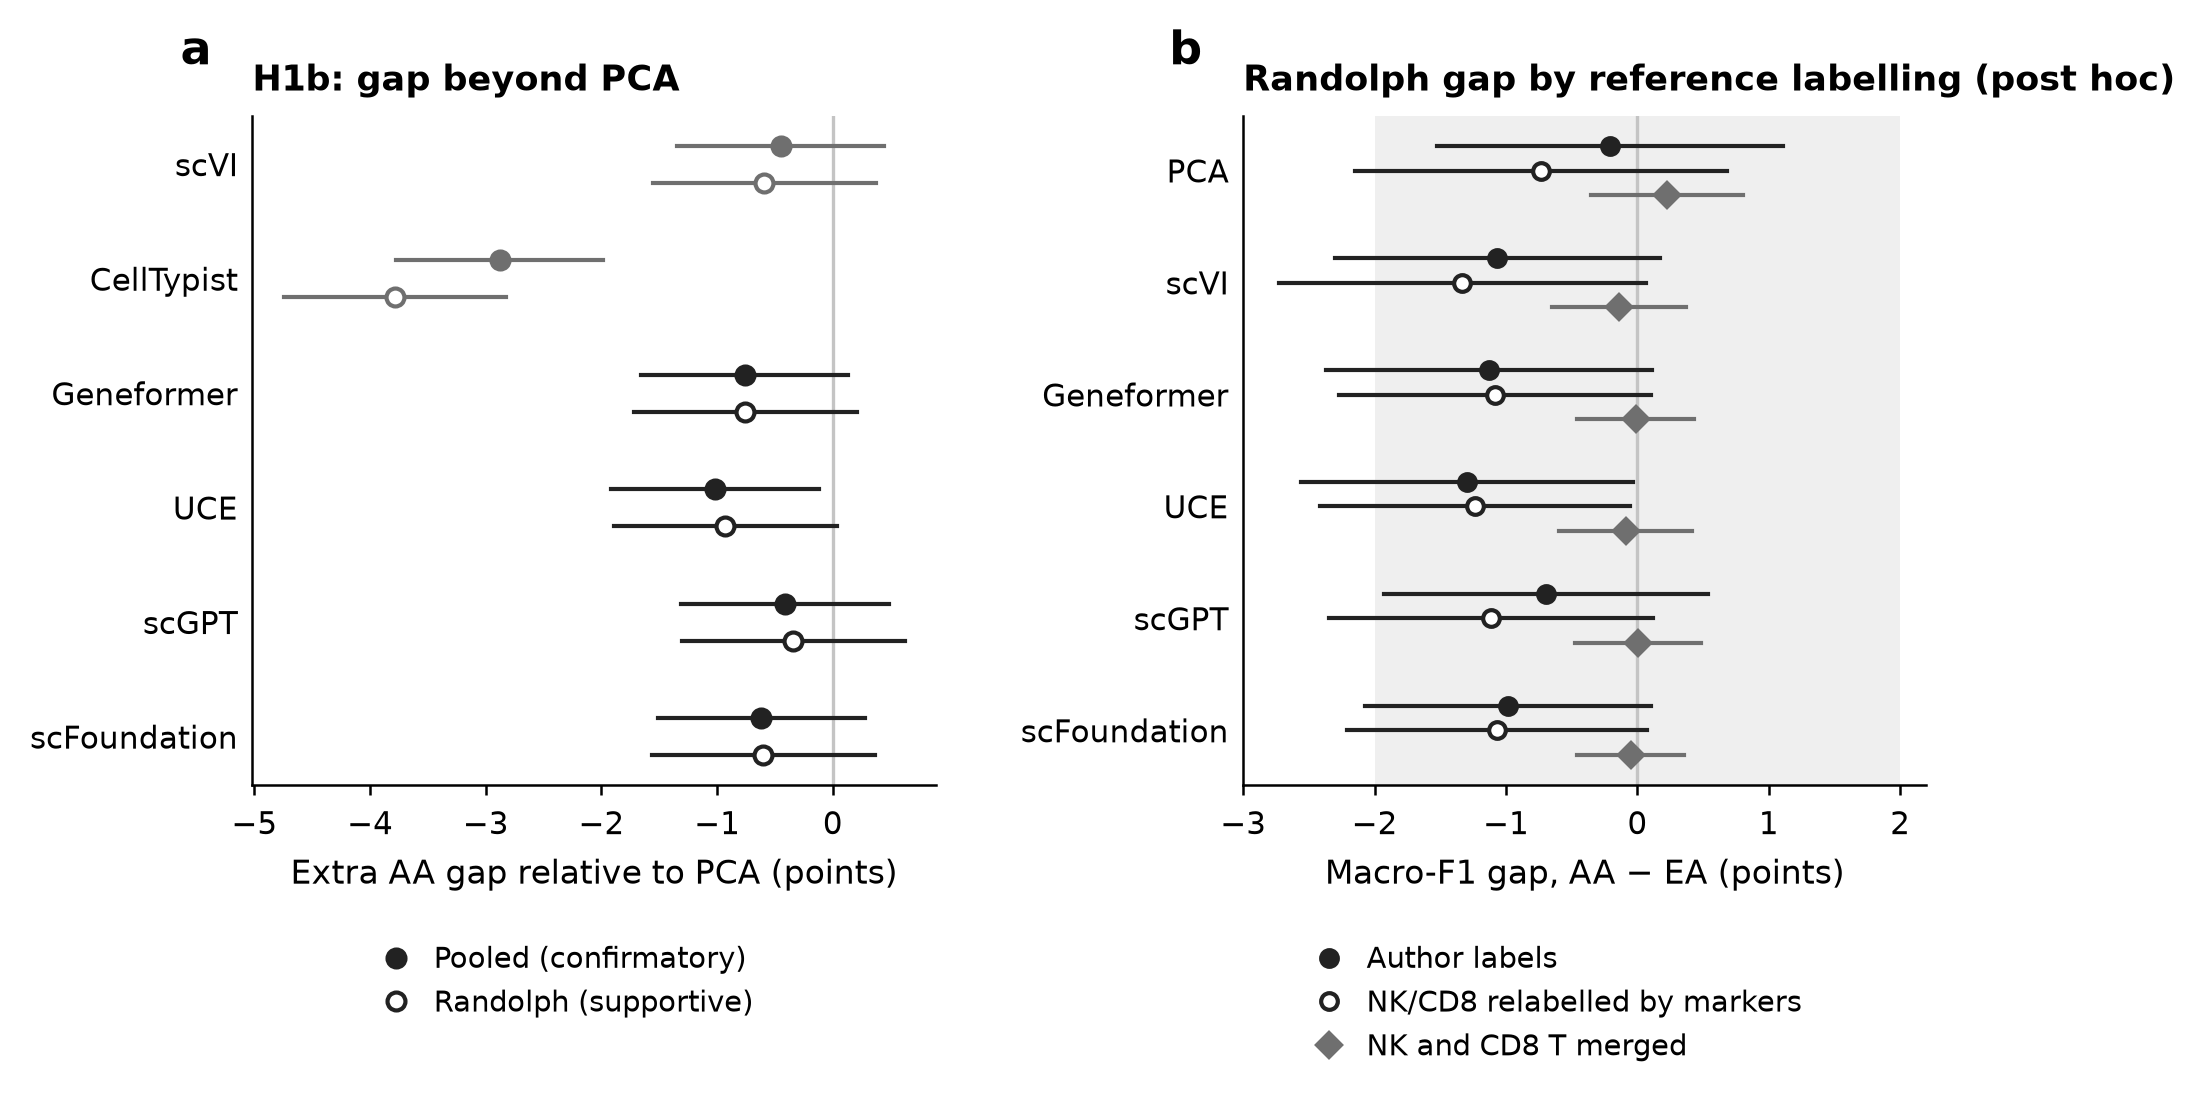 a
H1b: gap beyond PCA
scVI
CellTypist
Geneformer
UCE
scGPT
scFoundation
−5 −4 −3 −2 −1 0
Extra AA gap relative to PCA (points)
Pooled (confirmatory)
Randolph (supportive)
b
Randolph gap by reference labelling (post hoc)
PCA
scVI
Geneformer
UCE
scGPT
scFoundation
−3 −2 −1 0 1 2
Macro-F1 gap, AA − EA (points)
Author labels
NK/CD8 relabelled by markers
NK and CD8 T merged